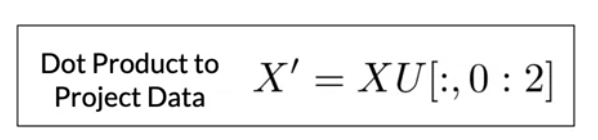 Dot Product to
Project Data
X′ = XU[:, 0 : 2]